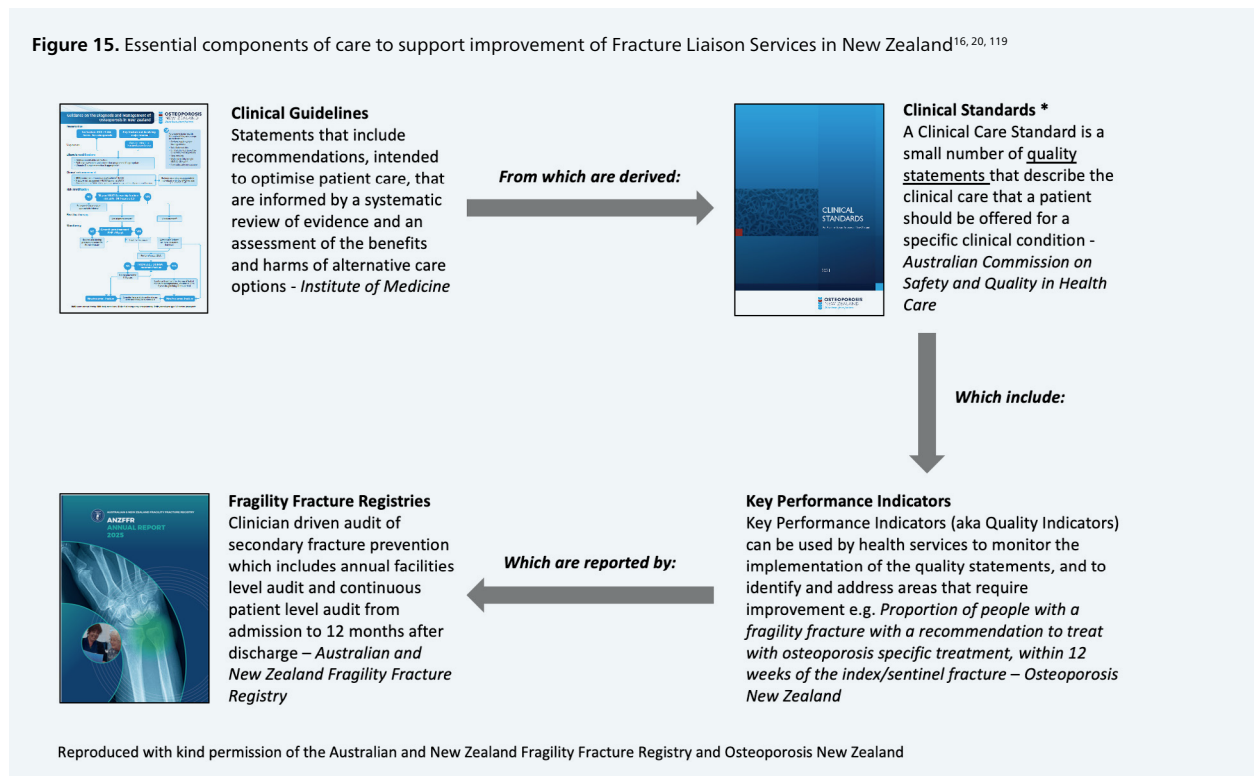 Figure 15. Essential components of care to support improvement of Fracture Liaison Services in New Zealand16, 20, 119
OSTEOPOROSIS
NEW ZEALAND
Clinical Guidelines
Statements that include
recommendations, intended
to optimise patient care, that
are informed by a systematic
review of evidence and an
assessment of the benefits
and harms of alternative care
options - Institute of Medicine
From which are derived:
CLINICAL
STANDARDS
OSTEOPOROSIS
NEW ZEALAND
Clinical Standards *
A Clinical Care Standard is a
small number of quality
statements that describe the
clinical care that a patient
should be offered for a
specific clinical condition -
Australian Commission on
Safety and Quality in Health
Care
Which include:
AUSTRALIAN & NEW ZEALAND FRAGILITY FRACTURE REGISTRY
ANZFFR
ANNUAL REPORT
2025
Fragility Fracture Registries
Clinician driven audit of
secondary fracture prevention
which includes annual facilities
level audit and continuous
patient level audit from
admission to 12 months after
discharge – Australian and
New Zealand Fragility Fracture
Registry
Which are reported by:
Key Performance Indicators
Key Performance Indicators (aka Quality Indicators)
can be used by health services to monitor the
implementation of the quality statements, and to
identify and address areas that require
improvement e.g. Proportion of people with a
fragility fracture with a recommendation to treat
with osteoporosis specific treatment, within 12
weeks of the index/sentinel fracture – Osteoporosis
New Zealand
Reproduced with kind permission of the Australian and New Zealand Fragility Fracture Registry and Osteoporosis New Zealand